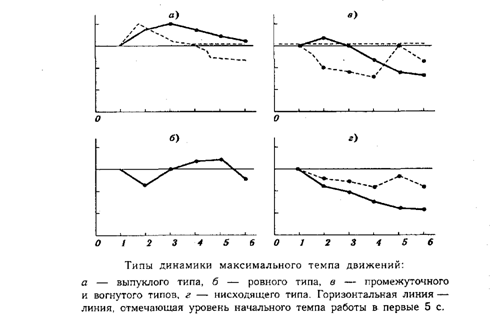 а) в)
0 0
б) г)
0 1 2 3 4 5 6 0 1 2 3 4 5 6
Типы динамики максимального темпа движений:
а — выпуклого типа, б — ровного типа, в — промежуточного
и вогнутого типов, г — нисходящего типа. Горизонтальная линия —
линия, отмечающая уровень начального темпа работы в первые 5 с.